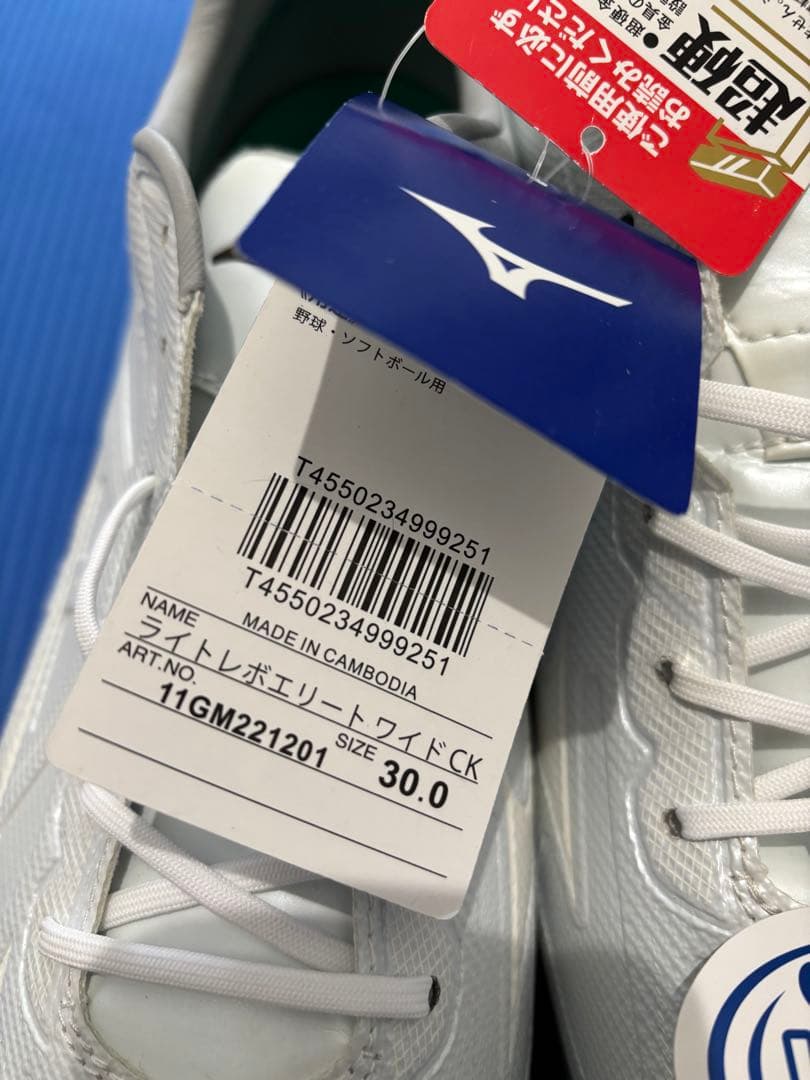 ご使用前に必ず
お読みください
超硬
野球・ソフトボール用
T4550234999251
T4550234999251
MADE IN CAMBODIA
NAME
ライトレボエリート ワイド CK
ART.NO.
11GM221201
SIZE
30.0